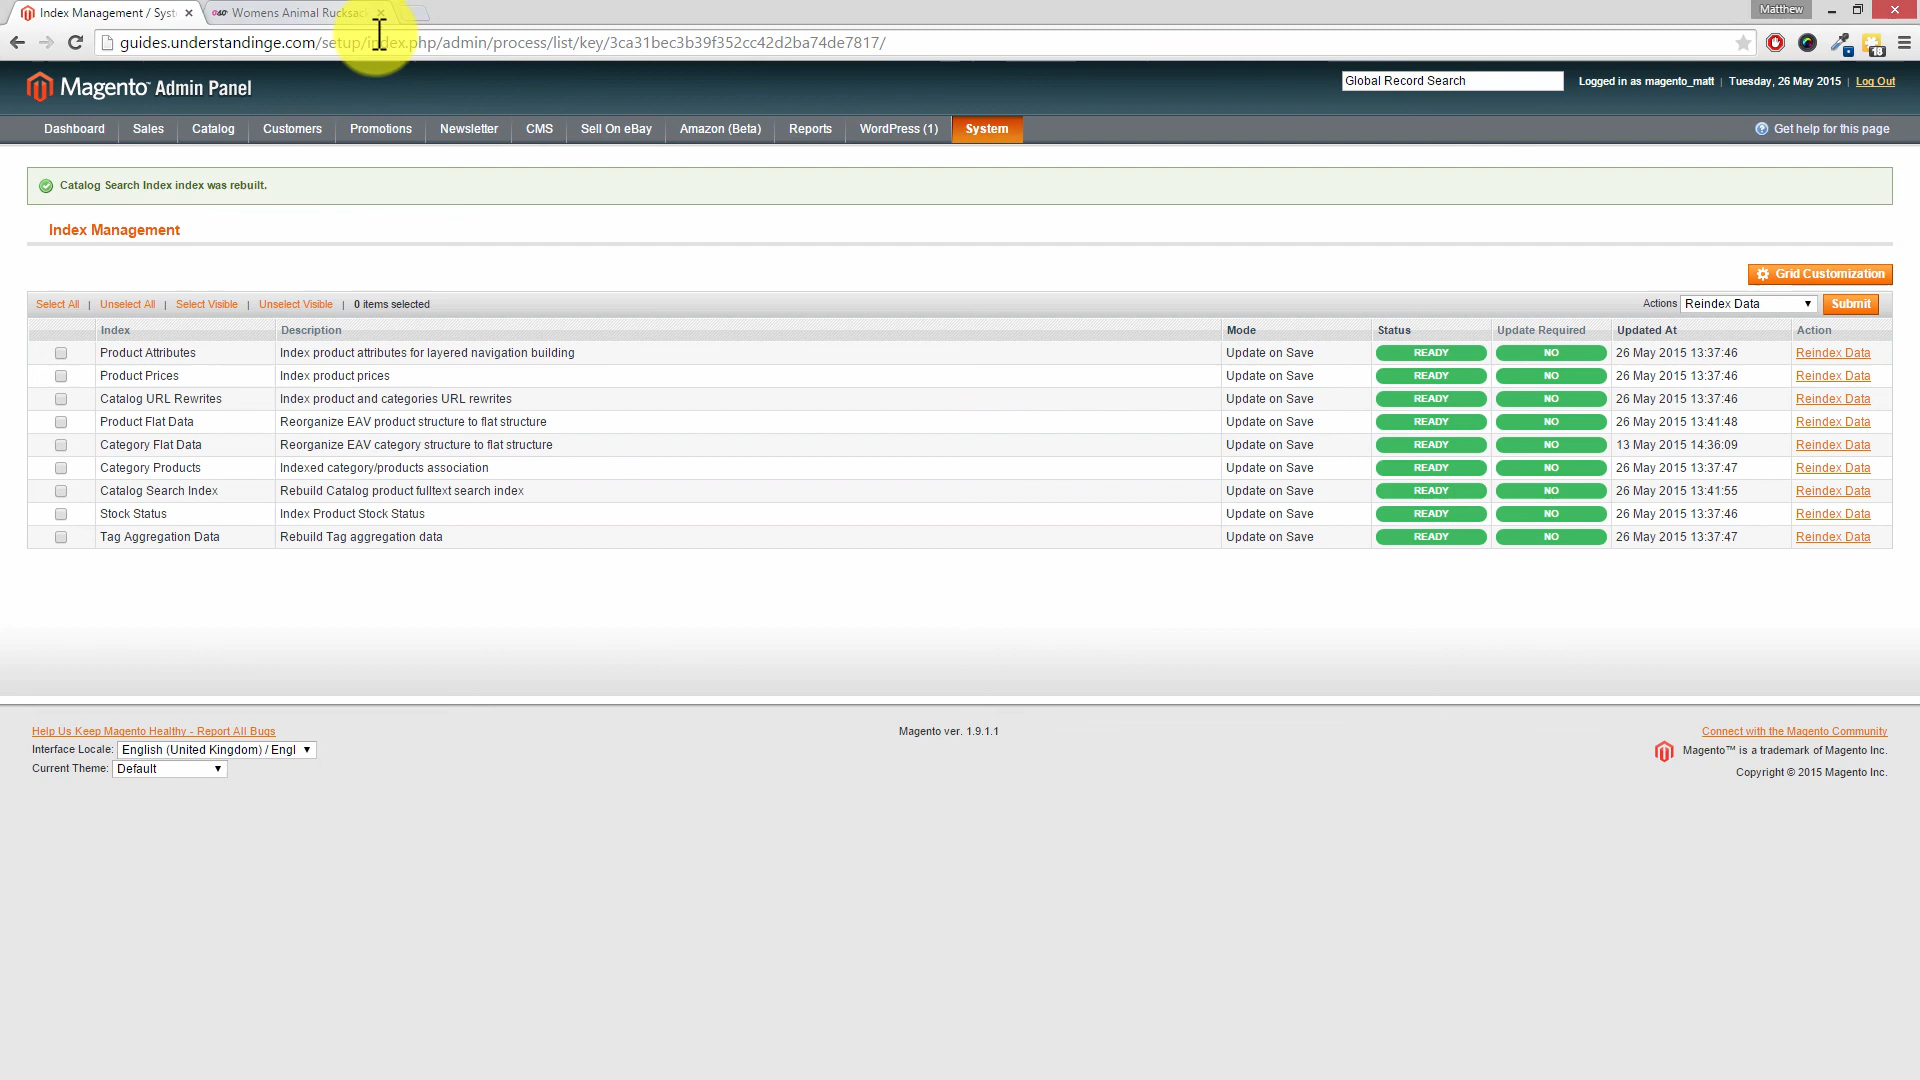 Index Management / Syst
Womens Animal Rucksac
Matthew
guides.understandinge.com/setup/index.php/admin/process/list/key/3ca31bec3b39f352cc42d2ba74de7817/
18
Magento™ Admin Panel
Global Record Search
Logged in as magento_matt | Tuesday, 26 May 2015 | Log Out
Dashboard Sales Catalog Customers Promotions Newsletter CMS Sell On eBay Amazon (Beta) Reports WordPress (1) System
Get help for this page
Catalog Search Index index was rebuilt.
Index Management
Grid Customization
Select All | Unselect All | Select Visible | Unselect Visible | 0 items selected
Actions Reindex Data Submit
Index Description Mode Status Update Required Updated At Action
Product Attributes Index product attributes for layered navigation building Update on Save READY NO 26 May 2015 13:37:46 Reindex Data
Product Prices Index product prices Update on Save READY NO 26 May 2015 13:37:46 Reindex Data
Catalog URL Rewrites Index product and categories URL rewrites Update on Save READY NO 26 May 2015 13:37:46 Reindex Data
Product Flat Data Reorganize EAV product structure to flat structure Update on Save READY NO 26 May 2015 13:41:48 Reindex Data
Category Flat Data Reorganize EAV category structure to flat structure Update on Save READY NO 13 May 2015 14:36:09 Reindex Data
Category Products Indexed category/products association Update on Save READY NO 26 May 2015 13:37:47 Reindex Data
Catalog Search Index Rebuild Catalog product fulltext search index Update on Save READY NO 26 May 2015 13:41:55 Reindex Data
Stock Status Index Product Stock Status Update on Save READY NO 26 May 2015 13:37:46 Reindex Data
Tag Aggregation Data Rebuild Tag aggregation data Update on Save READY NO 26 May 2015 13:37:47 Reindex Data
Help Us Keep Magento Healthy - Report All Bugs
Interface Locale: English (United Kingdom) / Engl
Current Theme: Default
Magento ver. 1.9.1.1
Connect with the Magento Community
Magento™ is a trademark of Magento Inc.
Copyright © 2015 Magento Inc.